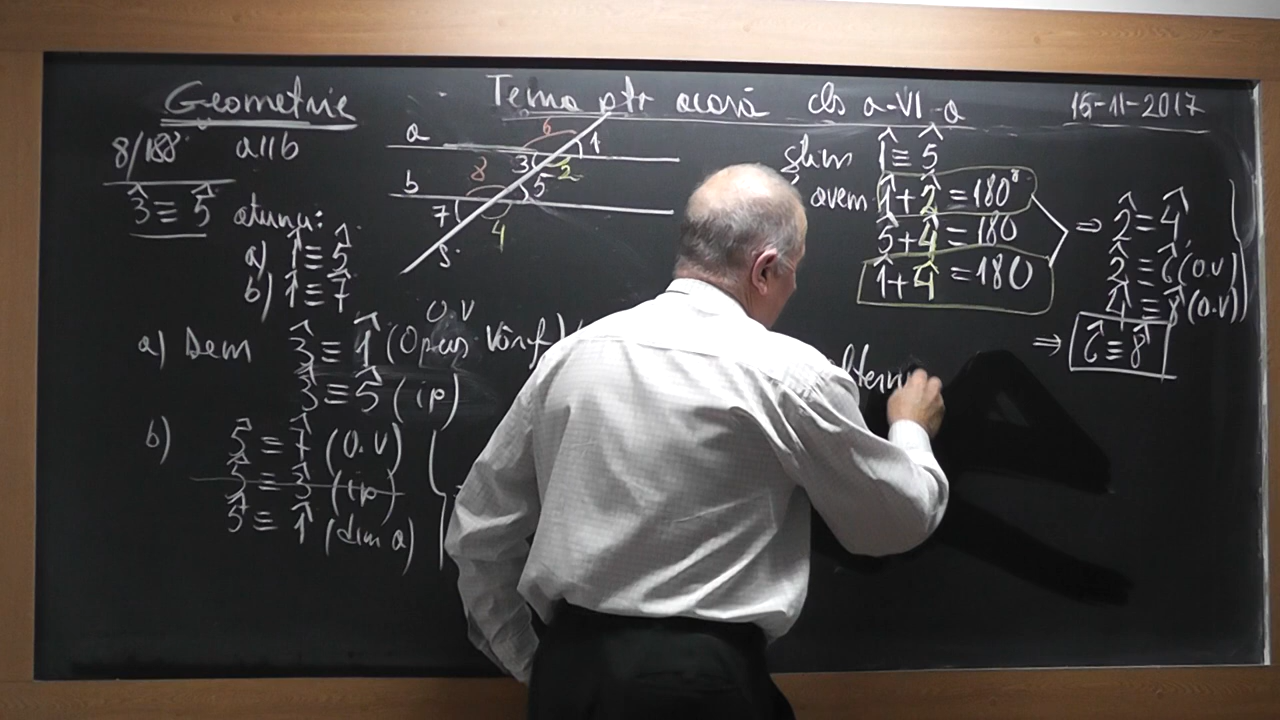 Geometrie Tema ptr acasă cls a-VI-a 15-11-2017
8/188 a||b
3̂ ≡ 5̂ atunci:
a) 1̂ ≡ 5̂
b) 1̂ ≡ 7̂
a 6 1
3 2
b 8 5
7 4
s
a) Dem 3̂ ≡ 1̂ (Opus Vârf)
O.V
3̂ ≡ 5̂ (ip)
b) 5̂ = 7̂ (O.V)
5̂ = 3̂ (ip)
5̂ ≡ 1̂ (dim a)
știm 1̂ ≡ 5̂
avem 1̂ + 2̂ = 180°
5̂ + 4̂ = 180
1̂ + 4̂ = 180
⇒ 2̂ = 4̂
2̂ = 6̂ (O.V)
4̂ = 8̂ (O.V)
⇒ 6̂ ≡ 8̂
altern